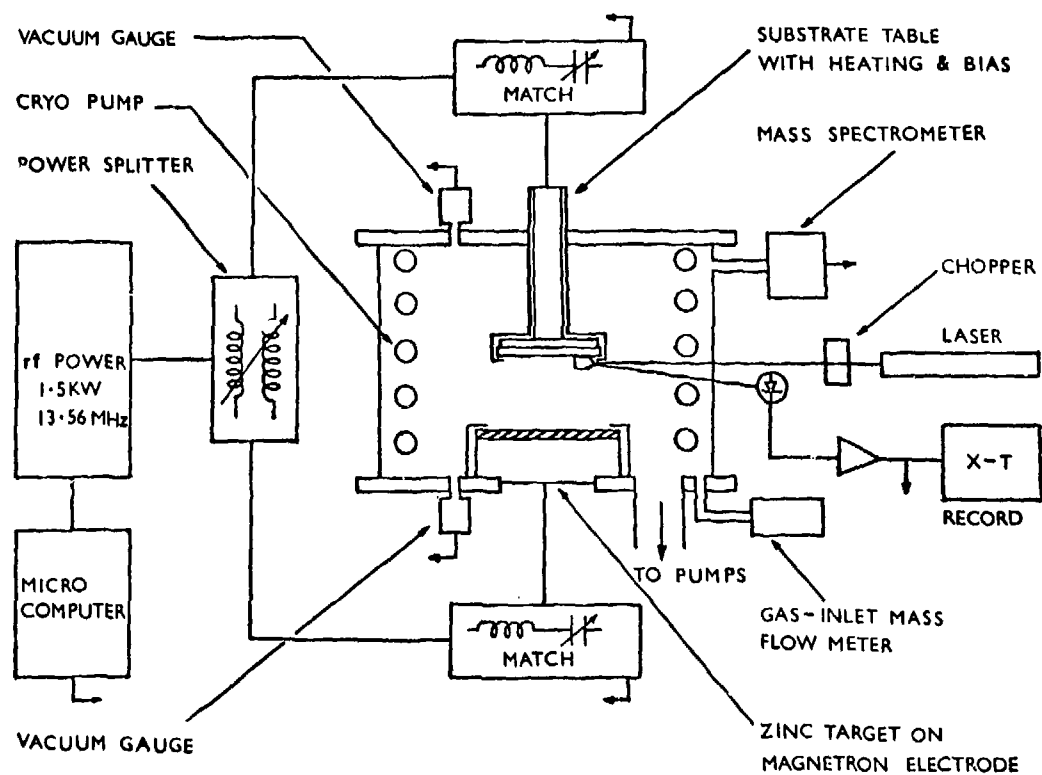 VACUUM GAUGE
CRYO PUMP
POWER SPLITTER
MATCH
SUBSTRATE TABLE
WITH HEATING & BIAS
MASS SPECTROMETER
CHOPPER
LASER
rf POWER
1·5KW
13·56MHz
X-T
RECORD
MICRO
COMPUTER
TO PUMPS
GAS-INLET MASS
FLOW METER
MATCH
VACUUM GAUGE
ZINC TARGET ON
MAGNETRON ELECTRODE